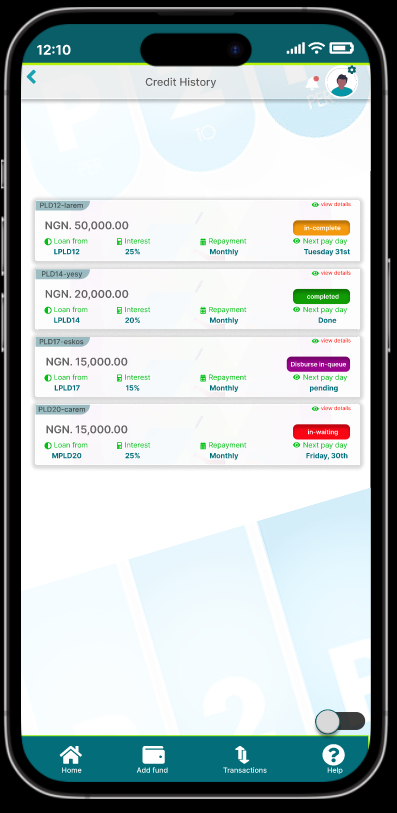 12:10
Credit History
PLD12-larem
view details
NGN. 50,000.00
in-complete
Loan from
Interest
Repayment
Next pay day
LPLD12
25%
Monthly
Tuesday 31st
PLD14-yesy
view details
NGN. 20,000.00
completed
Loan from
Interest
Repayment
Next pay day
LPLD14
20%
Monthly
Done
PLD17-eskos
view details
NGN. 15,000.00
Disburse in-queue
Loan from
Interest
Repayment
Next pay day
LPLD17
15%
Monthly
pending
PLD20-carem
view details
NGN. 15,000.00
in-waiting
Loan from
Interest
Repayment
Next pay day
MPLD20
25%
Monthly
Friday, 30th
Home
Add fund
Transactions
Help